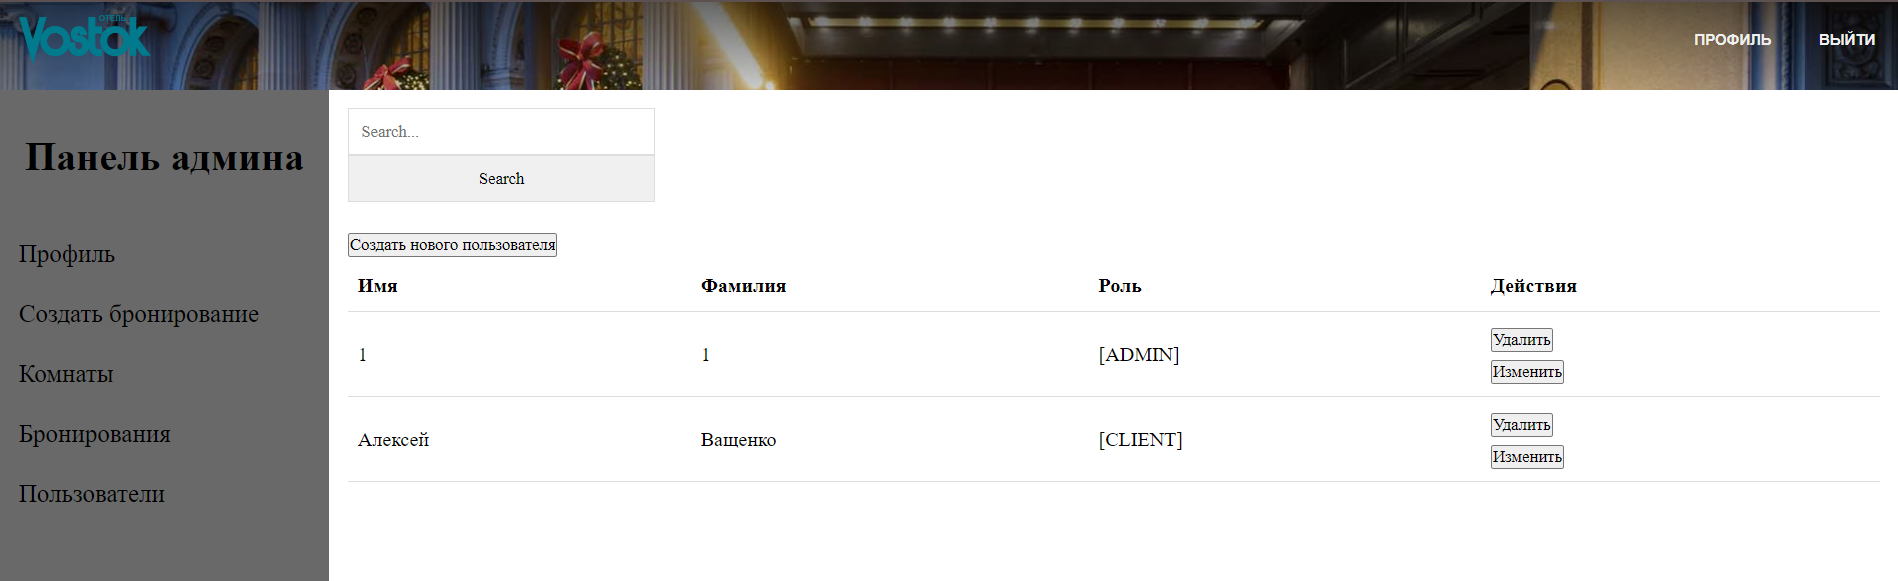 ОТЕЛЬ
Vostok
ПРОФИЛЬ ВЫЙТИ
Панель админа
Профиль
Создать бронирование
Комнаты
Бронирования
Пользователи
Search...
Search
Создать нового пользователя
Имя Фамилия Роль Действия
1 1 [ADMIN] Удалить
Изменить
Алексей Ващенко [CLIENT] Удалить
Изменить